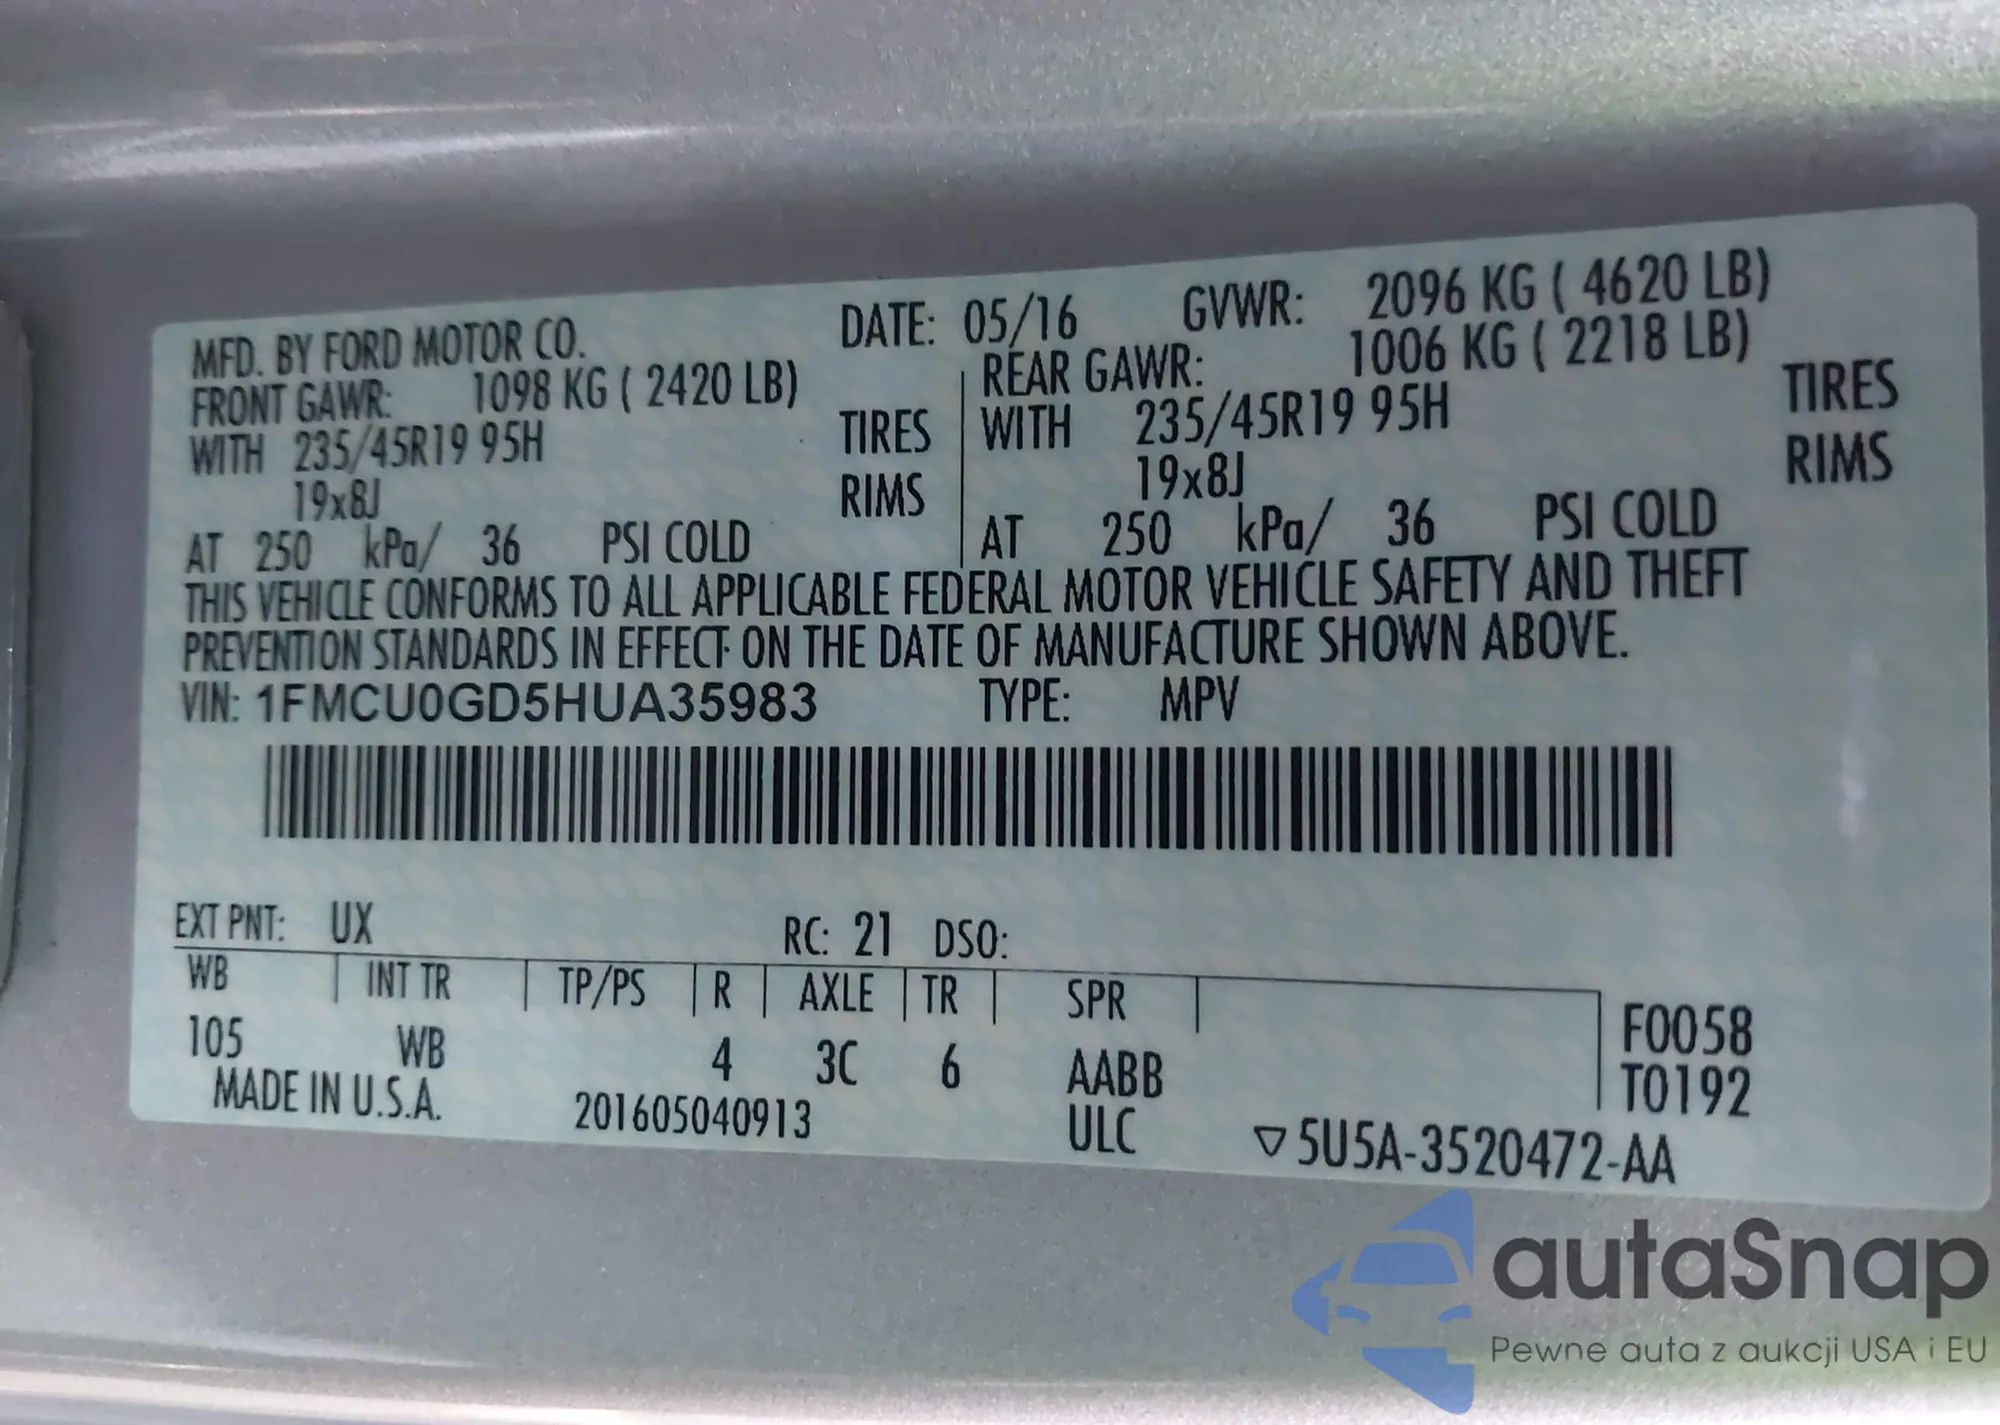 MFD. BY FORD MOTOR CO. DATE: 05/16 GVWR: 2096 KG ( 4620 LB)
FRONT GAWR: 1098 KG ( 2420 LB) REAR GAWR: 1006 KG ( 2218 LB)
WITH 235/45R19 95H TIRES WITH 235/45R19 95H TIRES
19x8J RIMS 19x8J RIMS
AT 250 kPa/ 36 PSI COLD AT 250 kPa/ 36 PSI COLD
THIS VEHICLE CONFORMS TO ALL APPLICABLE FEDERAL MOTOR VEHICLE SAFETY AND THEFT
PREVENTION STANDARDS IN EFFECT ON THE DATE OF MANUFACTURE SHOWN ABOVE.
VIN: 1FMCU0GD5HUA35983 TYPE: MPV
EXT PNT: UX RC: 21 DSO:
WB INT TR TP/PS R AXLE TR SPR F0058
105 WB 4 3C 6 AABB T0192
MADE IN U.S.A. 201605040913 ULC ▽5U5A-3520472-AA
autaSnap
Pewne auta z aukcji USA i EU